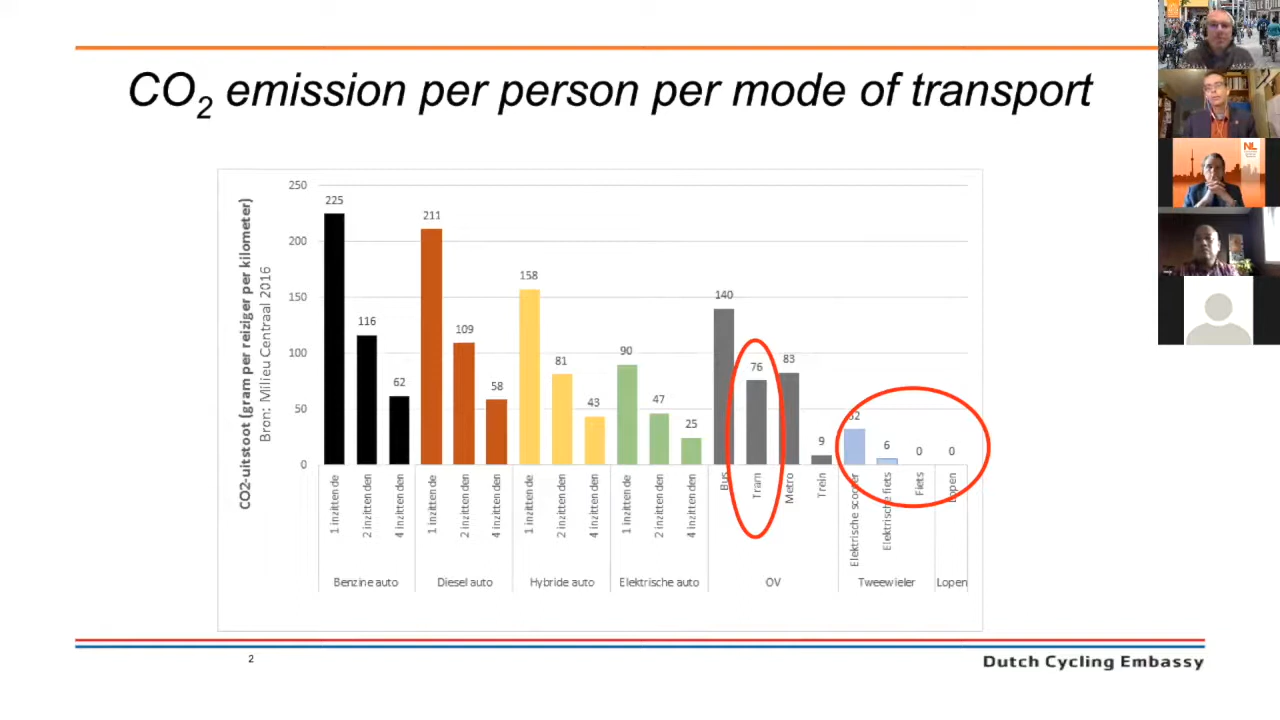 CO2 emission per person per mode of transport
NL
CO2-uitstoot (gram per reiziger per kilometer)
Bron: Milieu Centraal 2016
250
200
150
100
50
0
225
116
62
211
109
58
158
81
43
90
47
25
140
76
83
9
32
6
0
0
1 inzittende
2 inzittenden
4 inzittenden
1 inzittende
2 inzittenden
4 inzittenden
1 inzittende
2 inzittenden
4 inzittenden
1 inzittende
2 inzittenden
4 inzittenden
Bus
Tram
Metro
Trein
Elektrische scooter
Elektrische fiets
Fiets
Lopen
Benzine auto
Diesel auto
Hybride auto
Elektrische auto
OV
Tweewieler
Lopen
2
Dutch Cycling Embassy